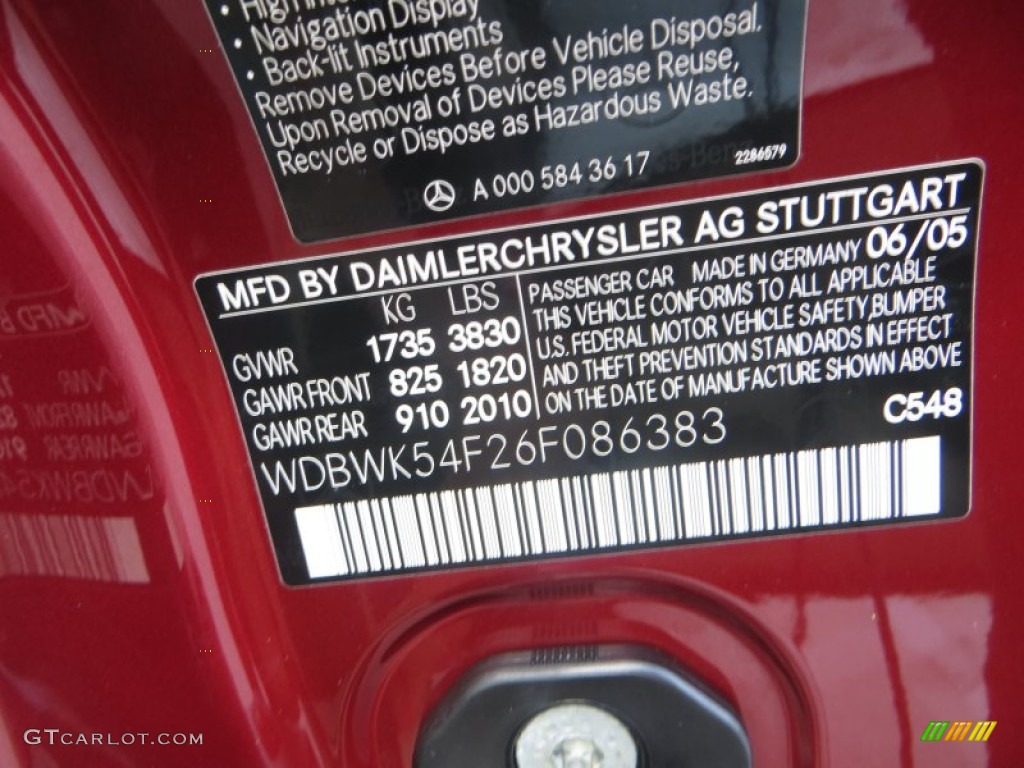 • High
• Navigation Display
• Back-lit Instruments
Remove Devices Before Vehicle Disposal.
Upon Removal of Devices Please Reuse,
Recycle or Dispose as Hazardous Waste.
A 000 584 36 17
2286579
MFD BY DAIMLERCHRYSLER AG STUTTGART
KG LBS
GVWR 1735 3830
GAWR FRONT 825 1820
GAWR REAR 910 2010
PASSENGER CAR MADE IN GERMANY 06/05
THIS VEHICLE CONFORMS TO ALL APPLICABLE
U.S. FEDERAL MOTOR VEHICLE SAFETY, BUMPER
AND THEFT PREVENTION STANDARDS IN EFFECT
ON THE DATE OF MANUFACTURE SHOWN ABOVE
C548
WDBWK54F26F086383
GTCARLOT.COM